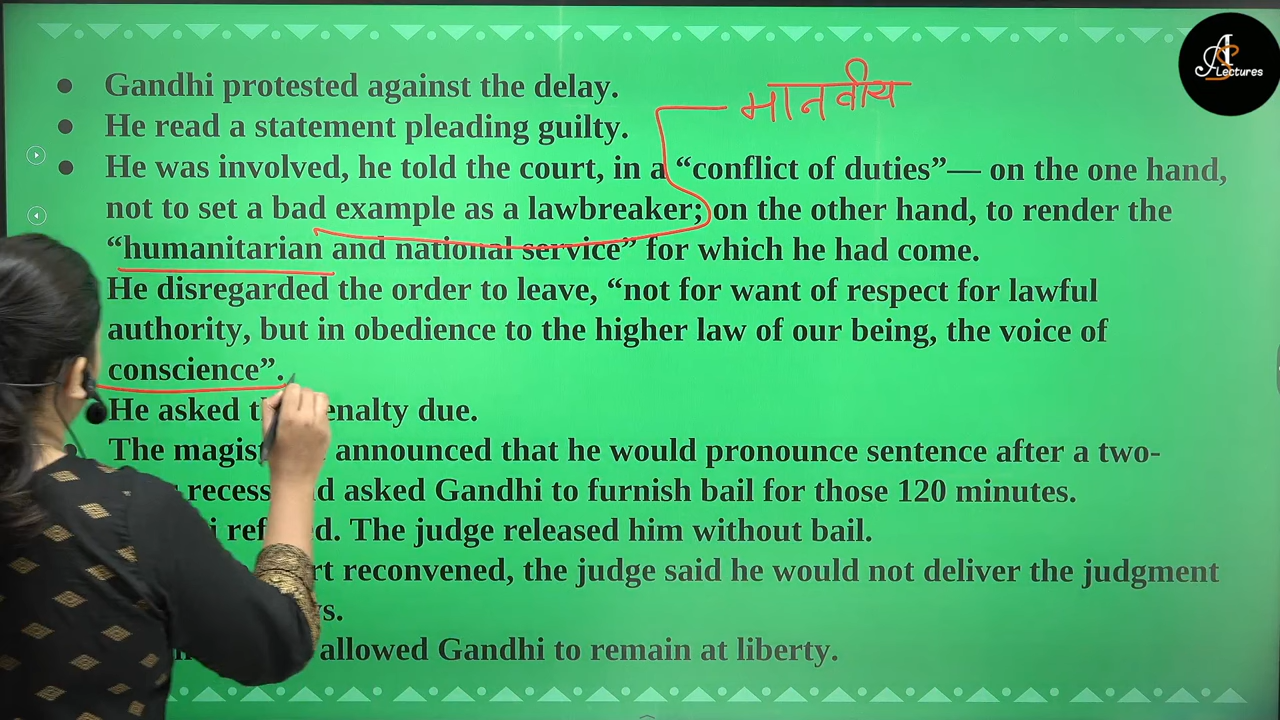 Gandhi protested against the delay.
मानवीय
He read a statement pleading guilty.
He was involved, he told the court, in a “conflict of duties”— on the one hand,
not to set a bad example as a lawbreaker; on the other hand, to render the
“humanitarian and national service” for which he had come.
He disregarded the order to leave, “not for want of respect for lawful
authority, but in obedience to the higher law of our being, the voice of
conscience”.
He asked enalty due.
The magist announced that he would pronounce sentence after a two-
recess d asked Gandhi to furnish bail for those 120 minutes.
i ref ed. The judge released him without bail.
rt reconvened, the judge said he would not deliver the judgment
ys.
allowed Gandhi to remain at liberty.
AS Lectures